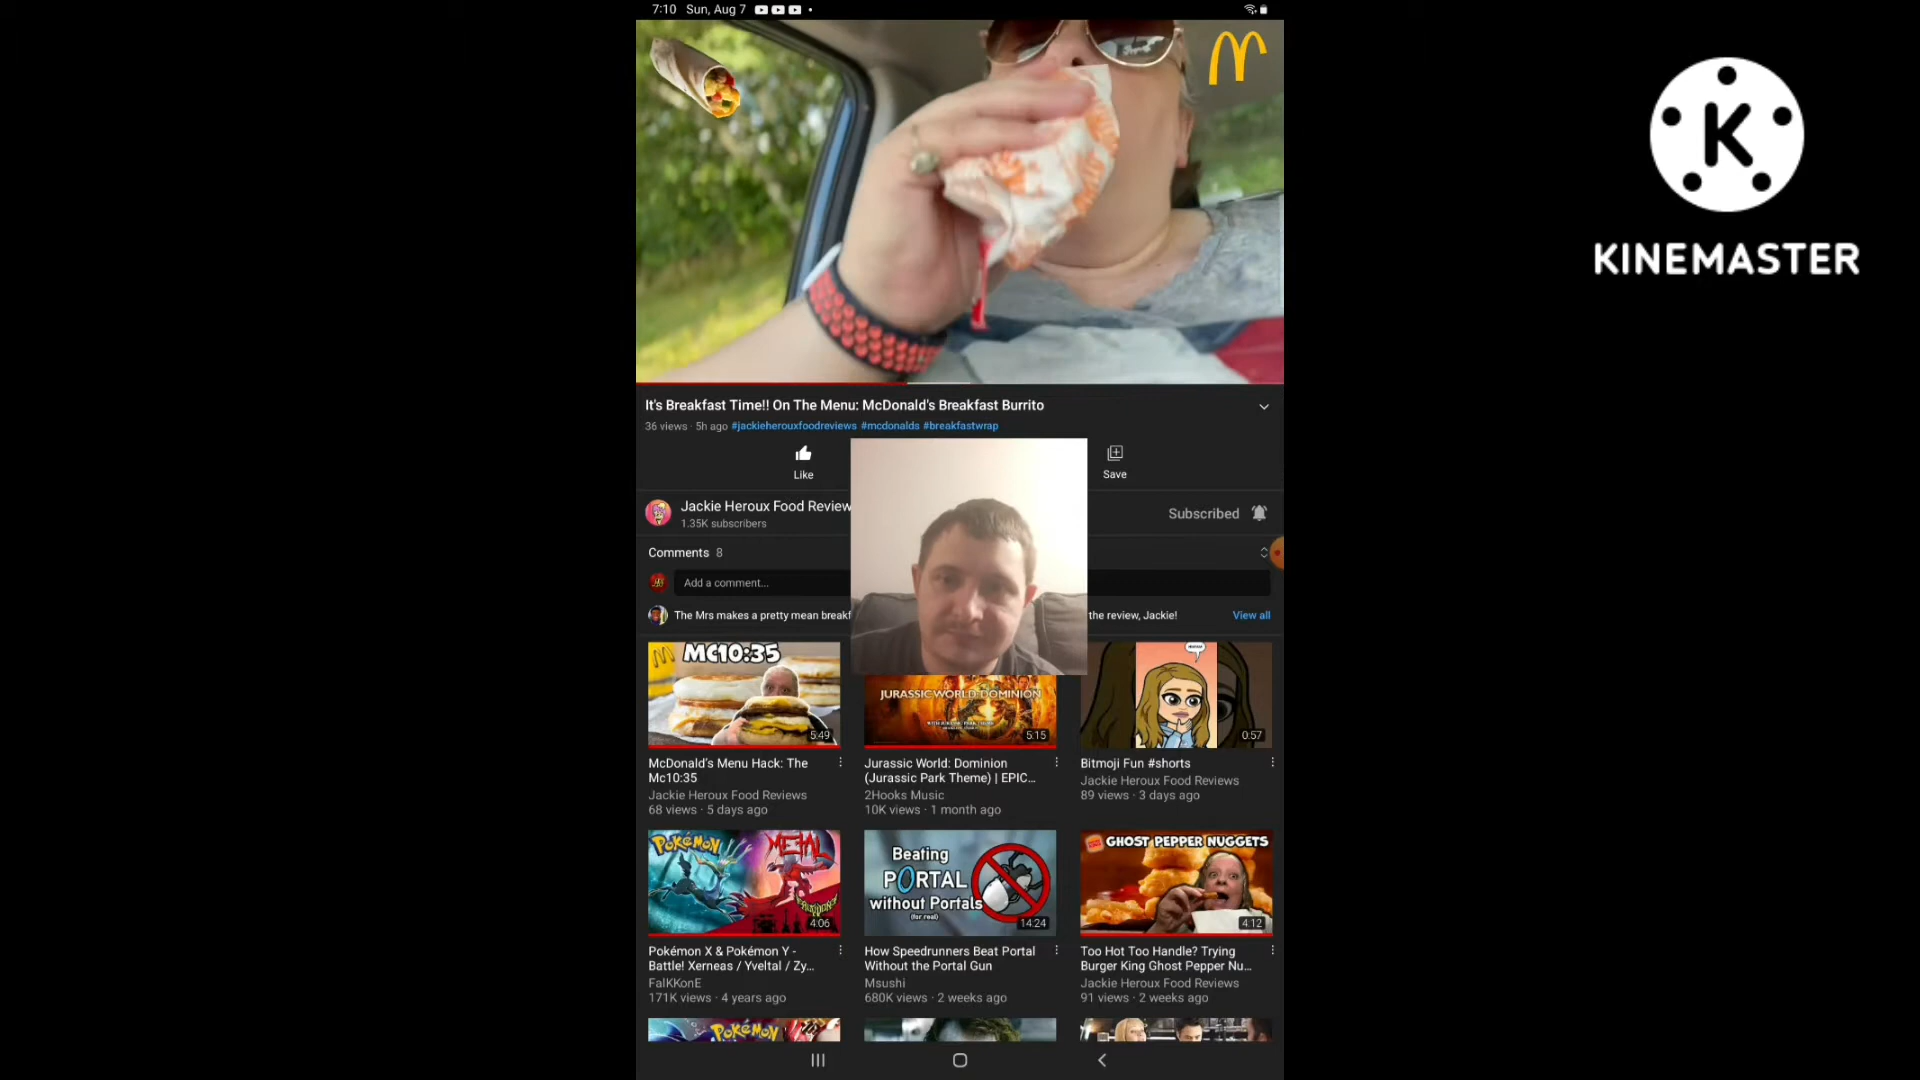 7:10 Sun, Aug 7
KINEMASTER
It's Breakfast Time!! On The Menu: McDonald's Breakfast Burrito
36 views · 5h ago #jackieherouxfoodreviews #mcdonalds #breakfastwrap
Like
Save
Jackie Heroux Food Review
1.35K subscribers
Subscribed
Comments 8
Add a comment...
The Mrs makes a pretty mean breakf
the review, Jackie!
View all
MC10:35
5:49
JURASSIC WORLD DOMINION
5:15
0:57
McDonald's Menu Hack: The
Mc10:35
Jackie Heroux Food Reviews
68 views · 5 days ago
Jurassic World: Dominion
(Jurassic Park Theme) | EPIC...
2Hooks Music
10K views · 1 month ago
Bitmoji Fun #shorts
Jackie Heroux Food Reviews
89 views · 3 days ago
POKéMON
METAL
4:06
Beating
PORTAL
without Portals
(for real)
14:24
GHOST PEPPER NUGGETS
4:12
Pokémon X & Pokémon Y -
Battle! Xerneas / Yveltal / Zy...
FalKKonE
171K views · 4 years ago
How Speedrunners Beat Portal
Without the Portal Gun
Msushi
680K views · 2 weeks ago
Too Hot Too Handle? Trying
Burger King Ghost Pepper Nu...
Jackie Heroux Food Reviews
91 views · 2 weeks ago
POKéMON